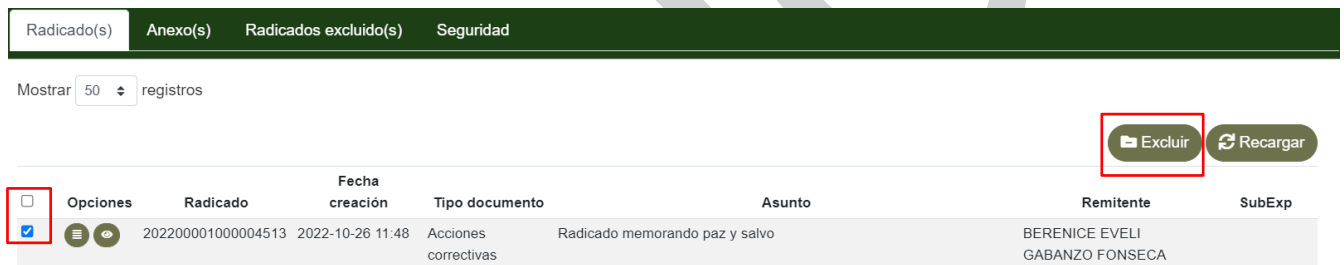 Radicado(s) Anexo(s) Radicados excluido(s) Seguridad
Mostrar 50 registros
Excluir Recargar
Opciones Radicado Fecha creación Tipo documento Asunto Remitente SubExp
202200001000004513 2022-10-26 11:48 Acciones correctivas Radicado memorando paz y salvo BERENICE EVELI GABANZO FONSECA